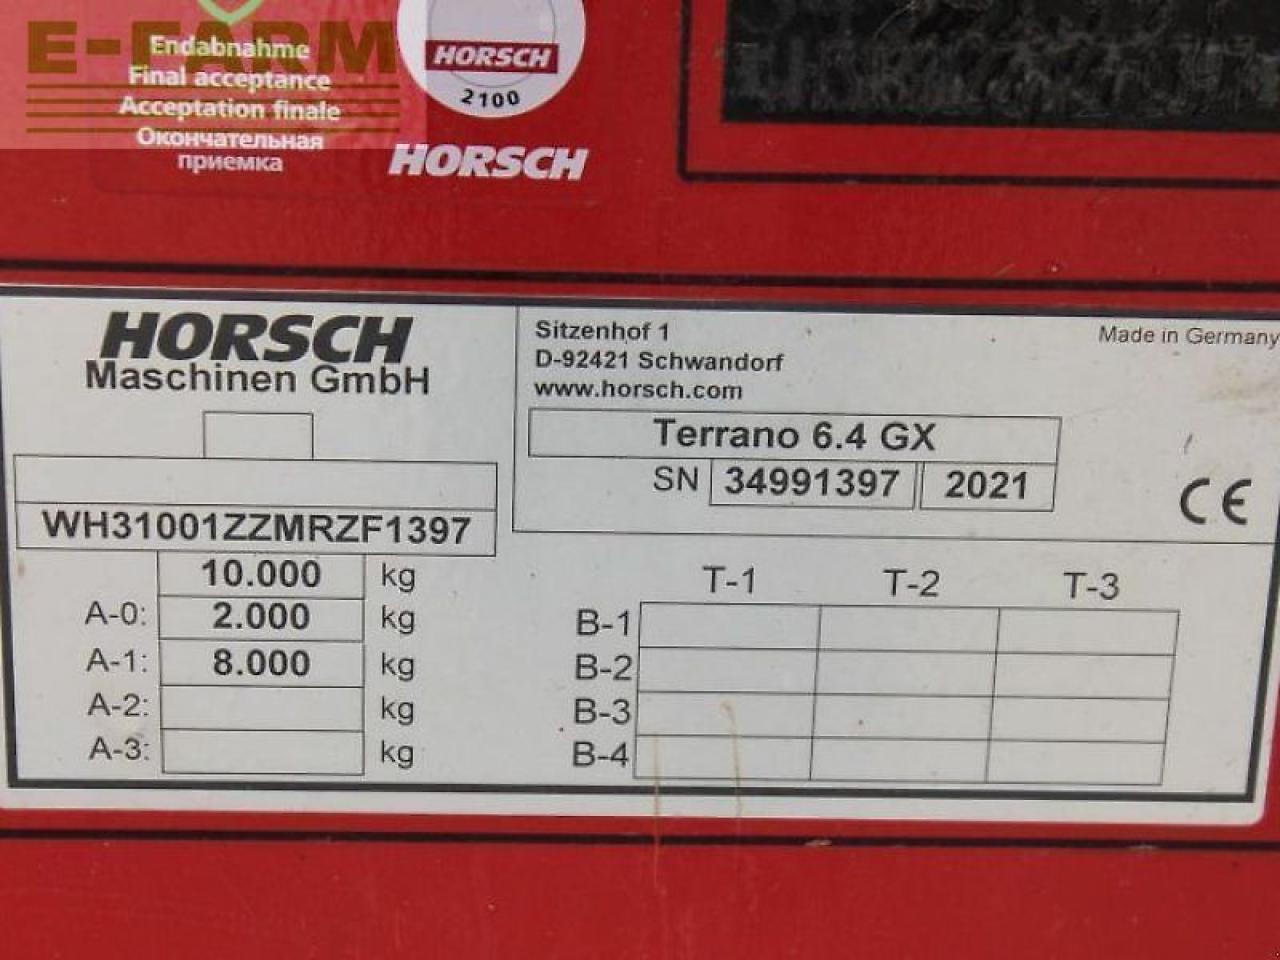 E-FARM
Endabnahme
Final acceptance
Acceptation finale
Окончательная
приемка
HORSCH
2100
HORSCH
HORSCH
Maschinen GmbH
Sitzenhof 1
D-92421 Schwandorf
www.horsch.com
Made in Germany
Terrano 6.4 GX
SN 34991397 2021
CE
WH31001ZZMRZF1397
10.000 kg
A-0: 2.000 kg
A-1: 8.000 kg
A-2: kg
A-3: kg
T-1 T-2 T-3
B-1
B-2
B-3
B-4